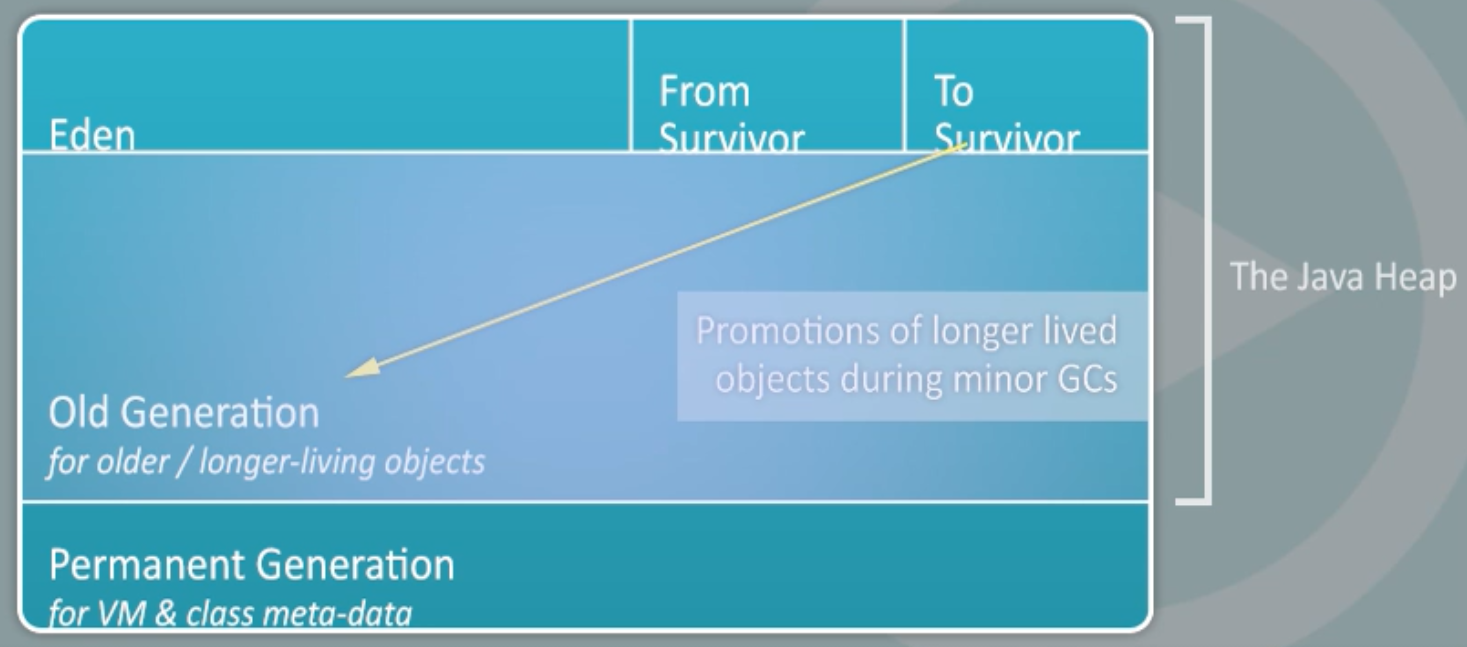 Eden
From
Survivor
To
Survivor
The Java Heap
Promotions of longer lived
objects during minor GCs
Old Generation
for older / longer-living objects
Permanent Generation
for VM & class meta-data